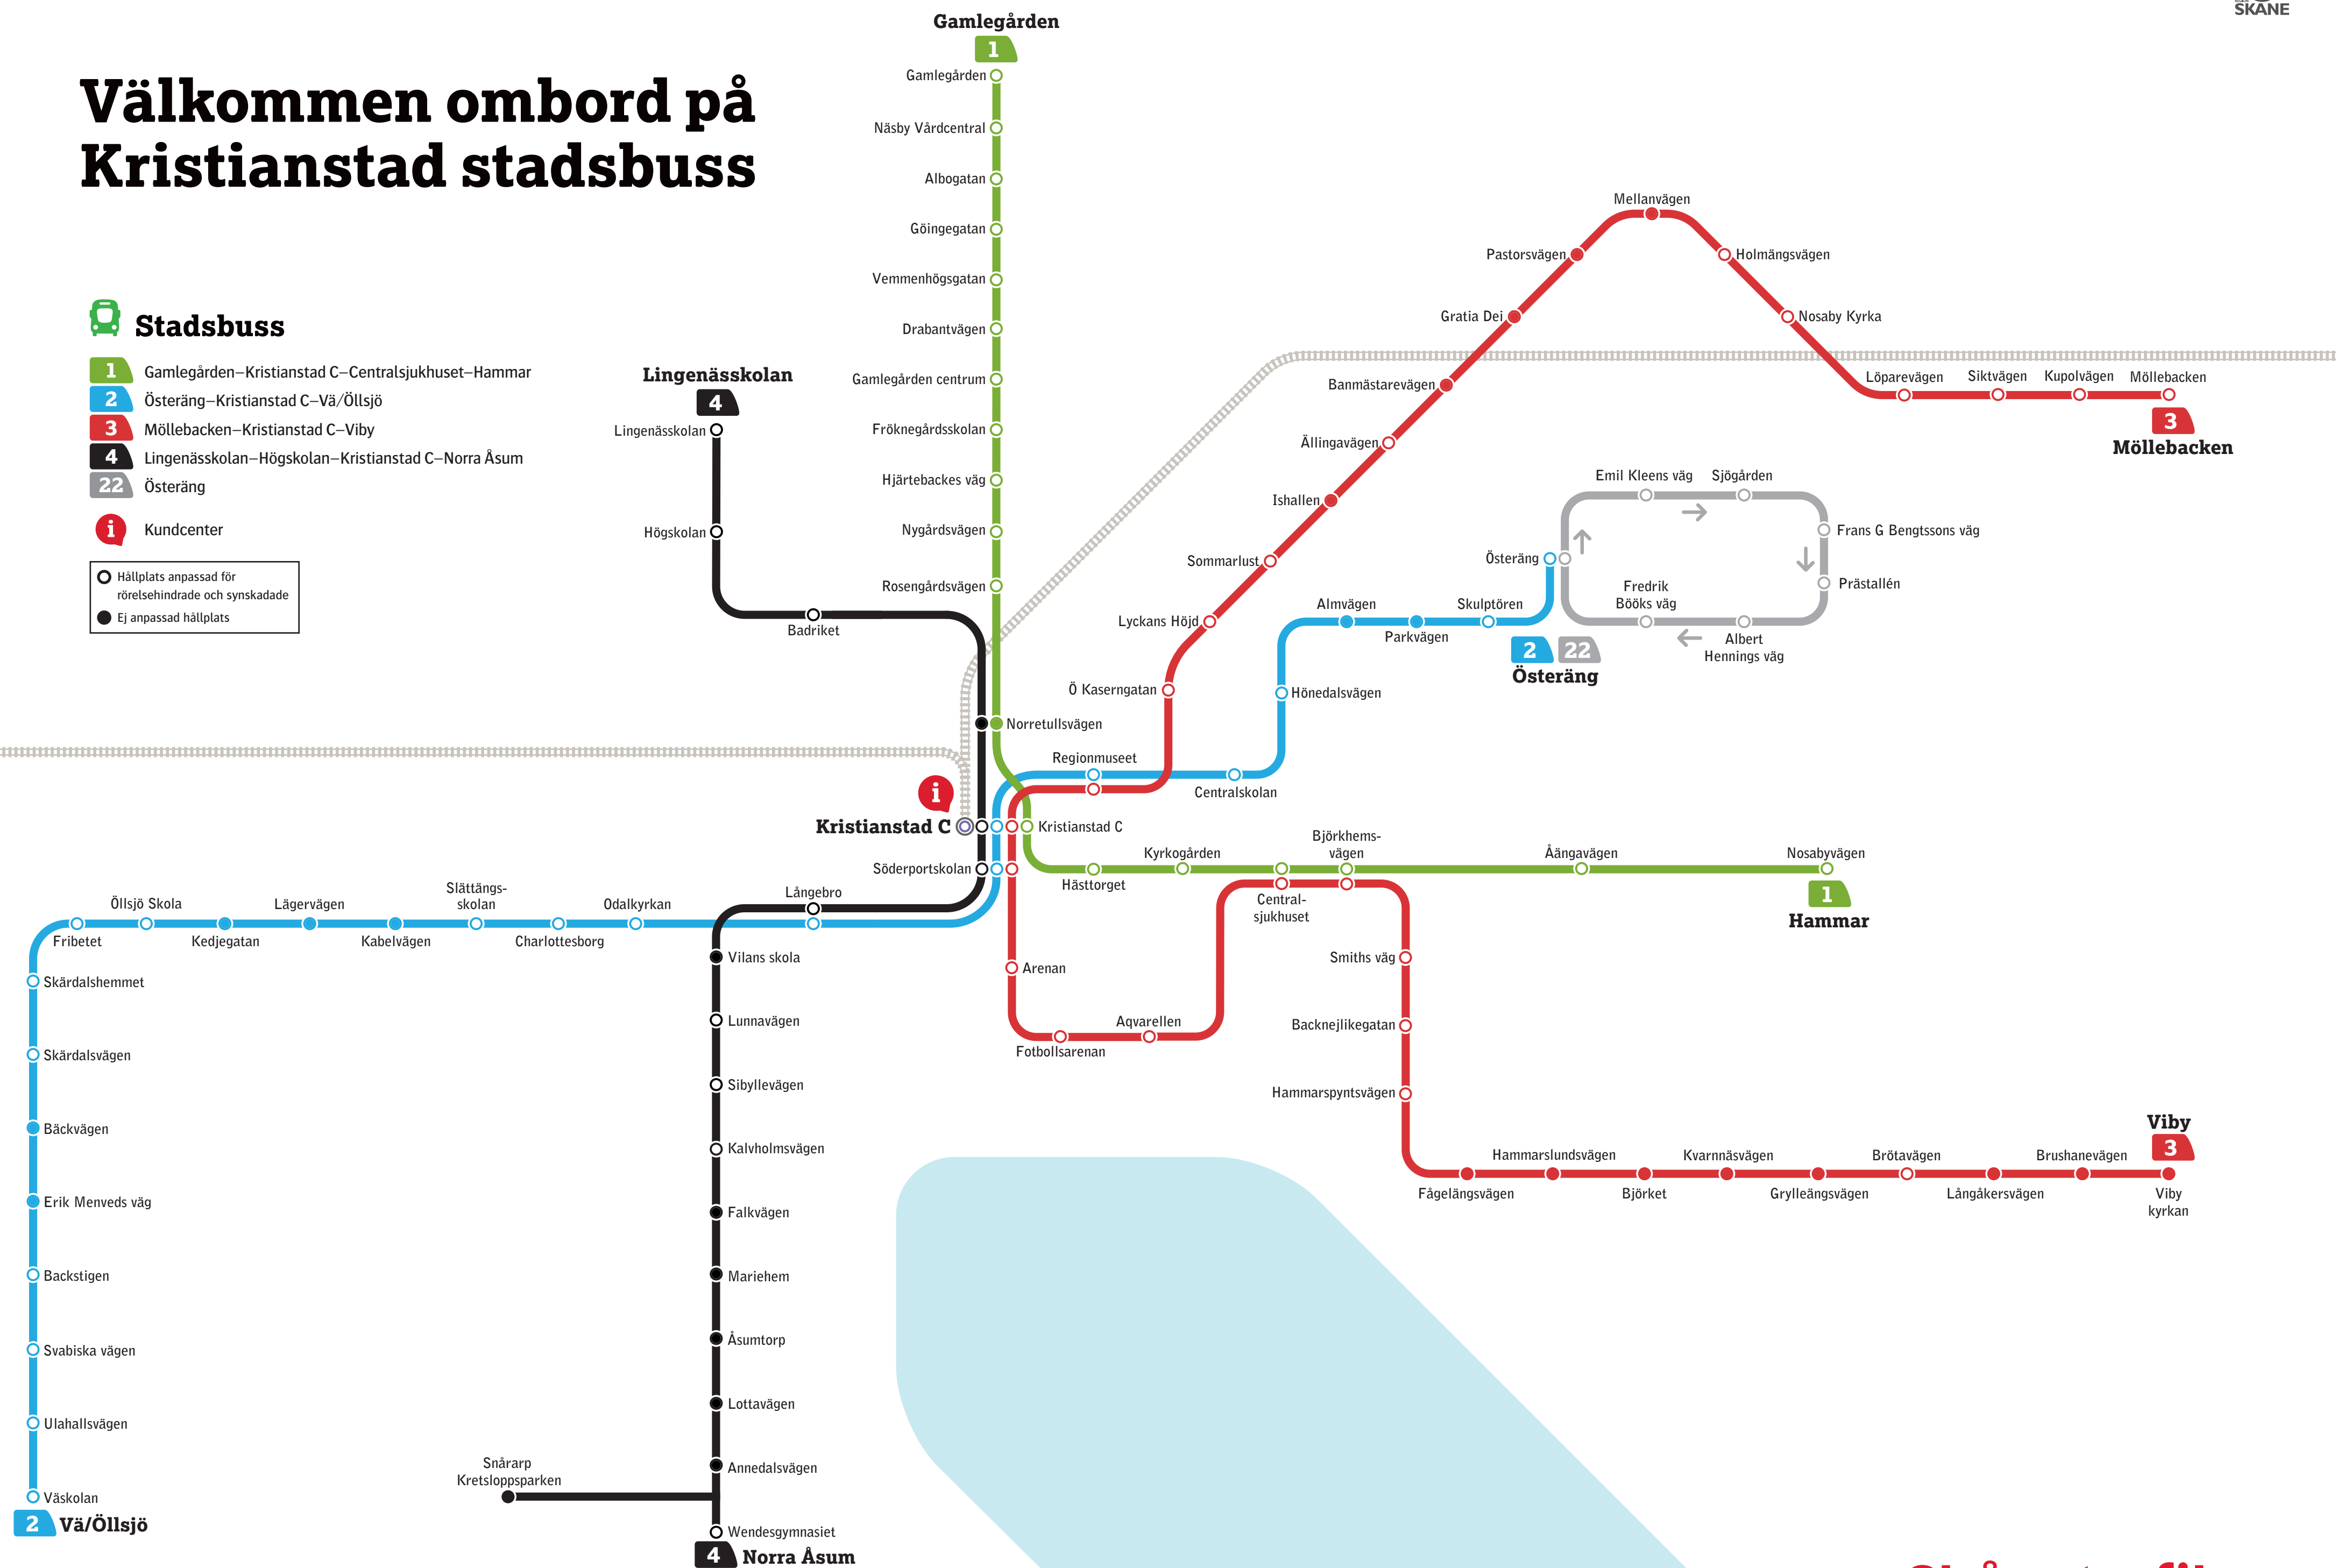 SKÅNE
Välkommen ombord på
Kristianstad stadsbuss
Stadsbuss
1 Gamlegården–Kristianstad C–Centralsjukhuset–Hammar
2 Österäng–Kristianstad C–Vä/Öllsjö
3 Möllebacken–Kristianstad C–Viby
4 Lingenässkolan–Högskolan–Kristianstad C–Norra Åsum
22 Österäng
i Kundcenter
Hållplats anpassad för
rörelsehindrade och synskadade
Ej anpassad hållplats
Gamlegården
1
Gamlegården
Näsby Vårdcentral
Albogatan
Göingegatan
Vemmenhögsgatan
Drabantvägen
Gamlegården centrum
Fröknegårdsskolan
Hjärtebackes väg
Nygårdsvägen
Rosengårdsvägen
Norretullsvägen
Lingenässkolan
4
Lingenässkolan
Högskolan
Badriket
Mellanvägen
Pastorsvägen
Holmängsvägen
Gratia Dei
Nosaby Kyrka
Banmästarevägen
Löparevägen
Siktvägen
Kupolvägen
Möllebacken
3
Möllebacken
Ällingavägen
Ishallen
Sommarlust
Lyckans Höjd
Ö Kaserngatan
Emil Kleens väg
Sjögården
Frans G Bengtssons väg
Prästallén
Albert
Hennings väg
Fredrik
Bööks väg
Österäng
Almvägen
Parkvägen
Skulptören
2 22
Österäng
Hönedalsvägen
Regionmuseet
Centralskolan
i
Kristianstad C
Kristianstad C
Söderportskolan
Hästtorget
Kyrkogården
Björkhems-
vägen
Central-
sjukhuset
Åängavägen
Nosabyvägen
1
Hammar
Långebro
Odalkyrkan
Charlottesborg
Slättängs-
skolan
Kabelvägen
Lägervägen
Kedjegatan
Öllsjö Skola
Fribetet
Skärdalshemmet
Skärdalsvägen
Bäckvägen
Erik Menveds väg
Backstigen
Svabiska vägen
Ulahallsvägen
Väskolan
2 Vä/Öllsjö
Vilans skola
Lunnavägen
Sibyllevägen
Kalvholmsvägen
Falkvägen
Mariehem
Åsumtorp
Lottavägen
Annedalsvägen
Snårarp
Kretsloppsparken
Wendesgymnasiet
4 Norra Åsum
Arenan
Fotbollsarenan
Aqvarellen
Smiths väg
Backnejlikegatan
Hammarspyntsvägen
Fågelängsvägen
Hammarslundsvägen
Björket
Kvarnnäsvägen
Grylleängsvägen
Brötavägen
Långåkersvägen
Brushanevägen
Viby
3
Viby
kyrkan